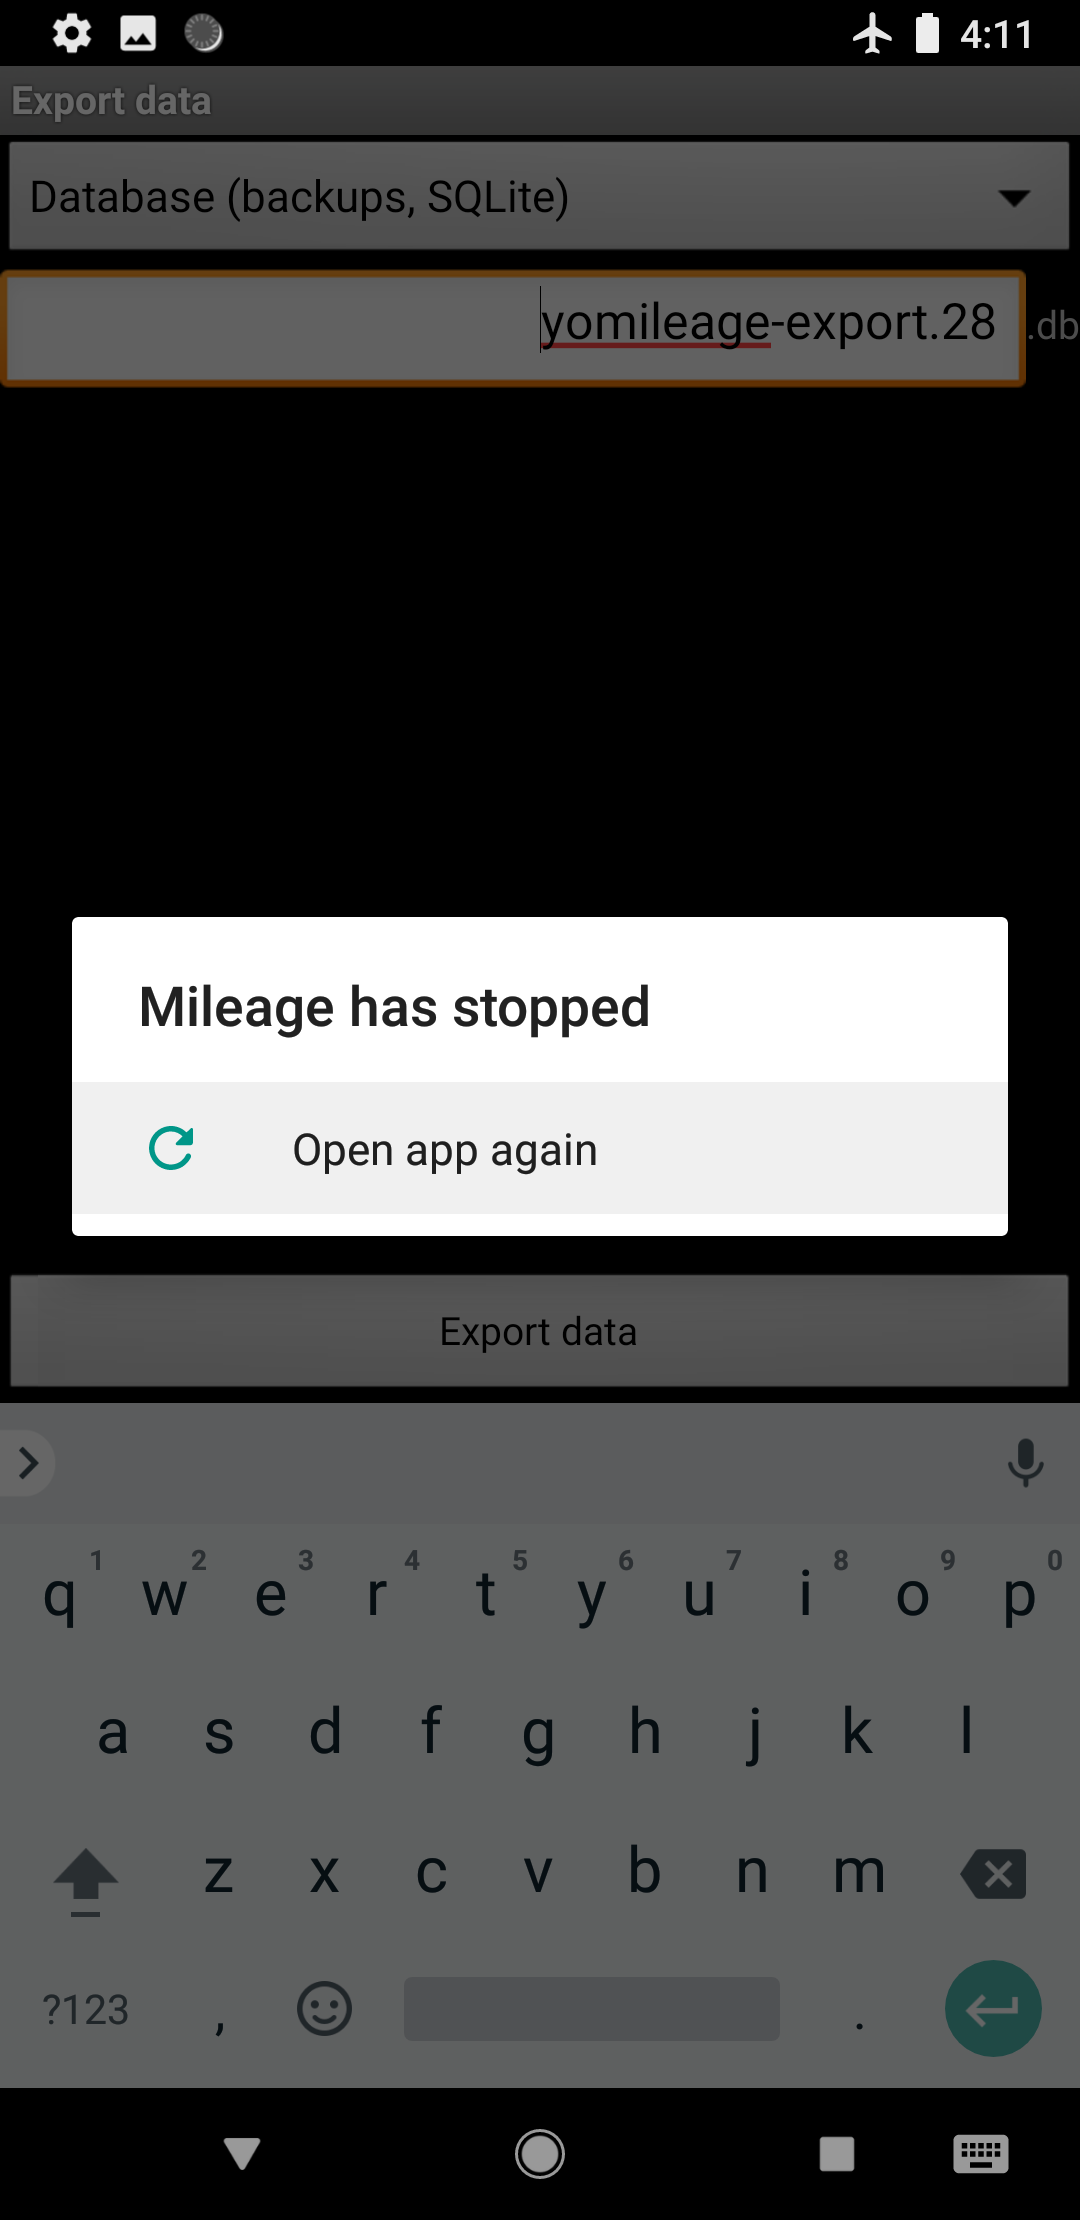 4:11
Export data
Database (backups, SQLite)
yomileage-export.28 .db
Mileage has stopped
Open app again
Export data
1 2 3 4 5 6 7 8 9 0
q w e r t y u i o p
a s d f g h j k l
z x c v b n m
?123 , .